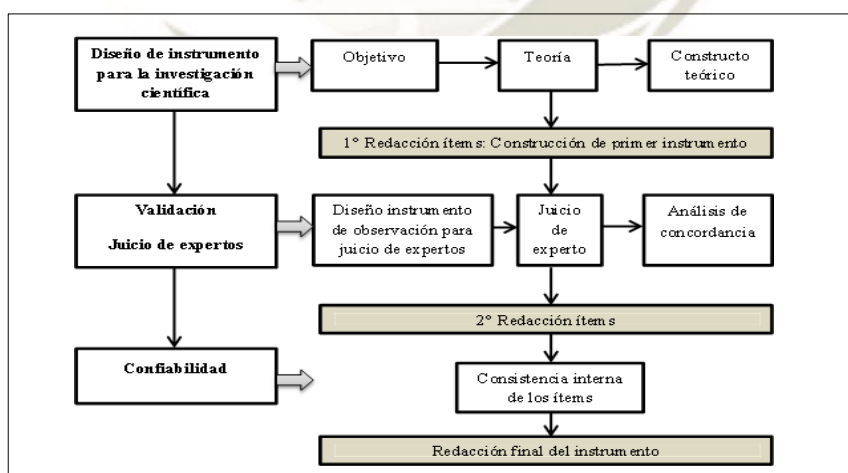 Diseño de instrumento
para la investigación
científica
Objetivo
Teoría
Constructo
teórico
1° Redacción ítems: Construcción de primer instrumento
Validación
Juicio de expertos
Diseño instrumento
de observación para
juicio de expertos
Juicio
de
experto
Análisis de
concordancia
2° Redacción ítems
Confiabilidad
Consistencia interna
de los ítems
Redacción final del instrumento